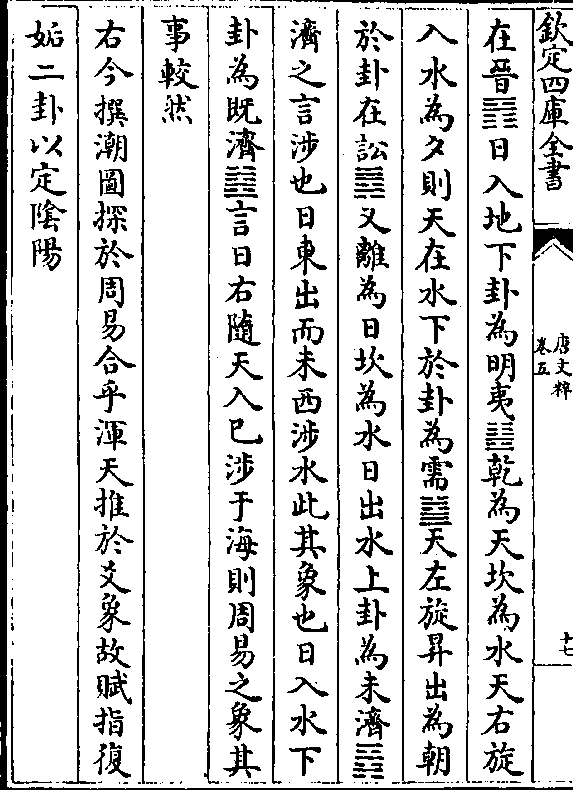 欽定四庫全書
唐文粹
卷五
十七
在晉䷢日入地下卦為明夷䷣乾為天坎為水天右旋
入水為夕則天在水下於卦為需䷄天左旋昇出為朝
於卦在訟䷅又離為日坎為水日出水上卦為未濟䷿
濟之言涉也日東出而未西涉水此其象也日入水下
卦為既濟䷾言日右隨天入已涉于海則周易之象其
事較然
右今撰潮圖探於周易合乎渾天推於爻象故賦指復
姤二卦以定隂陽